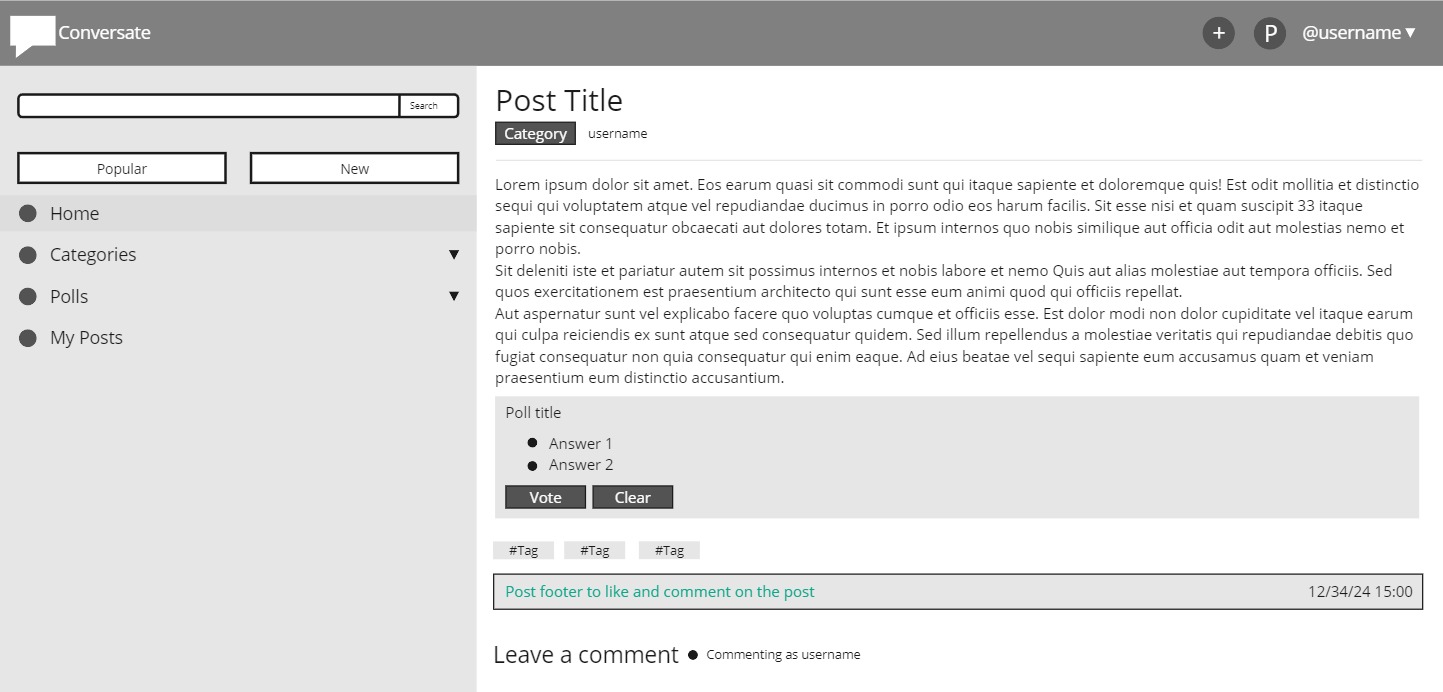 Conversate
+ P @username ▼
Search
Popular New
Home
Categories ▼
Polls ▼
My Posts
Post Title
Category username
Lorem ipsum dolor sit amet. Eos earum quasi sit commodi sunt qui itaque sapiente et doloremque quis! Est odit mollitia et distinctio
sequi qui voluptatem atque vel repudiandae ducimus in porro odio eos harum facilis. Sit esse nisi et quam suscipit 33 itaque
sapiente sit consequatur obcaecati aut dolores totam. Et ipsum internos quo nobis similique aut officia odit aut molestias nemo et
porro nobis.
Sit deleniti iste et pariatur autem sit possimus internos et nobis labore et nemo Quis aut alias molestiae aut tempora officiis. Sed
quos exercitationem est praesentium architecto qui sunt esse eum animi quod qui officiis repellat.
Aut aspernatur sunt vel explicabo facere quo voluptas cumque et officiis esse. Est dolor modi non dolor cupiditate vel itaque earum
qui culpa reiciendis ex sunt atque sed consequatur quidem. Sed illum repellendus a molestiae veritatis qui repudiandae debitis quo
fugiat consequatur non quia consequatur qui enim eaque. Ad eius beatae vel sequi sapiente eum accusamus quam et veniam
praesentium eum distinctio accusantium.
Poll title
Answer 1
Answer 2
Vote Clear
#Tag #Tag #Tag
Post footer to like and comment on the post 12/34/24 15:00
Leave a comment ● Commenting as username